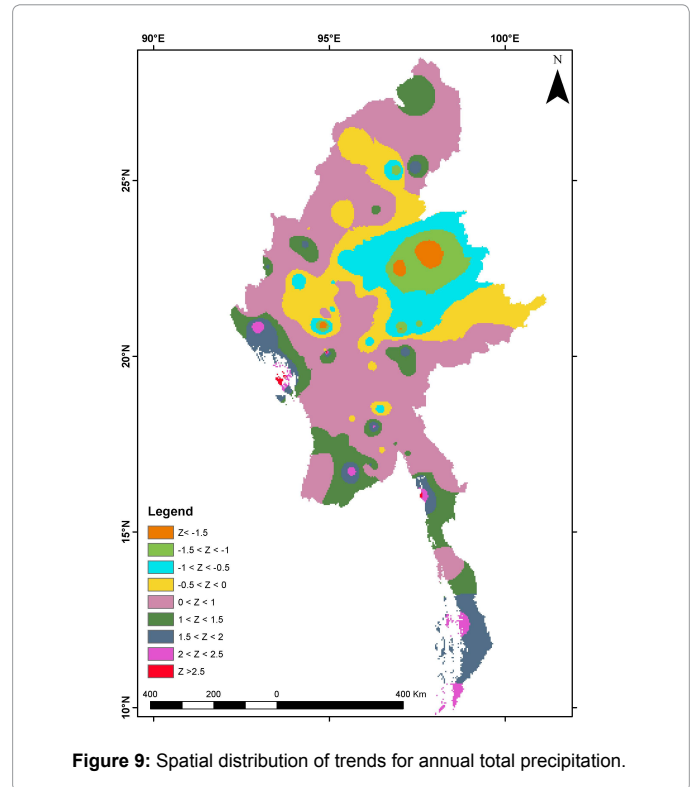 90°E 95°E 100°E
N
25°N
20°N
15°N
10°N
Legend
Z< -1.5
-1.5 < Z < -1
-1 < Z < -0.5
-0.5 < Z < 0
0 < Z < 1
1 < Z < 1.5
1.5 < Z < 2
2 < Z < 2.5
Z >2.5
400 200 0 400 Km
Figure 9: Spatial distribution of trends for annual total precipitation.